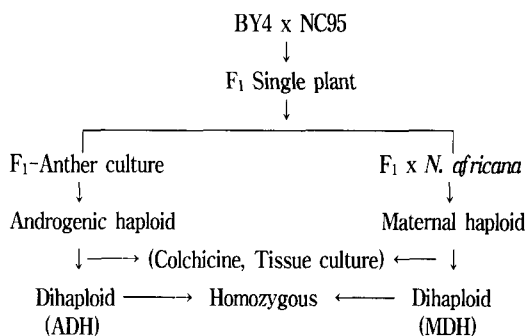 BY4 x NC95
↓
F₁ Single plant
↓
F₁-Anther culture F₁ x N. africana
↓ ↓
Androgenic haploid Maternal haploid
↓ → (Colchicine, Tissue culture) ← ↓
Dihaploid → Homozygous ← Dihaploid
(ADH) (MDH)